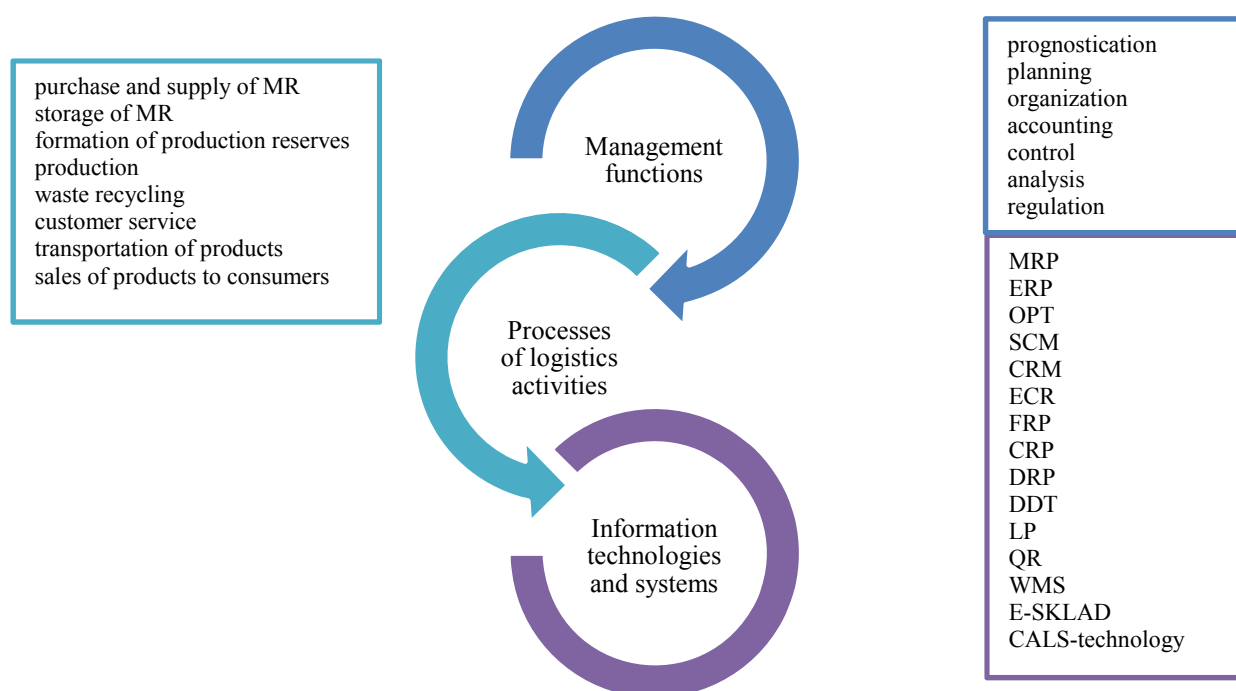 purchase and supply of MR
storage of MR
formation of production reserves
production
waste recycling
customer service
transportation of products
sales of products to consumers
Management
functions
Processes
of logistics
activities
Information
technologies
and systems
prognostication
planning
organization
accounting
control
analysis
regulation
MRP
ERP
OPT
SCM
CRM
ECR
FRP
CRP
DRP
DDT
LP
QR
WMS
E-SKLAD
CALS-technology